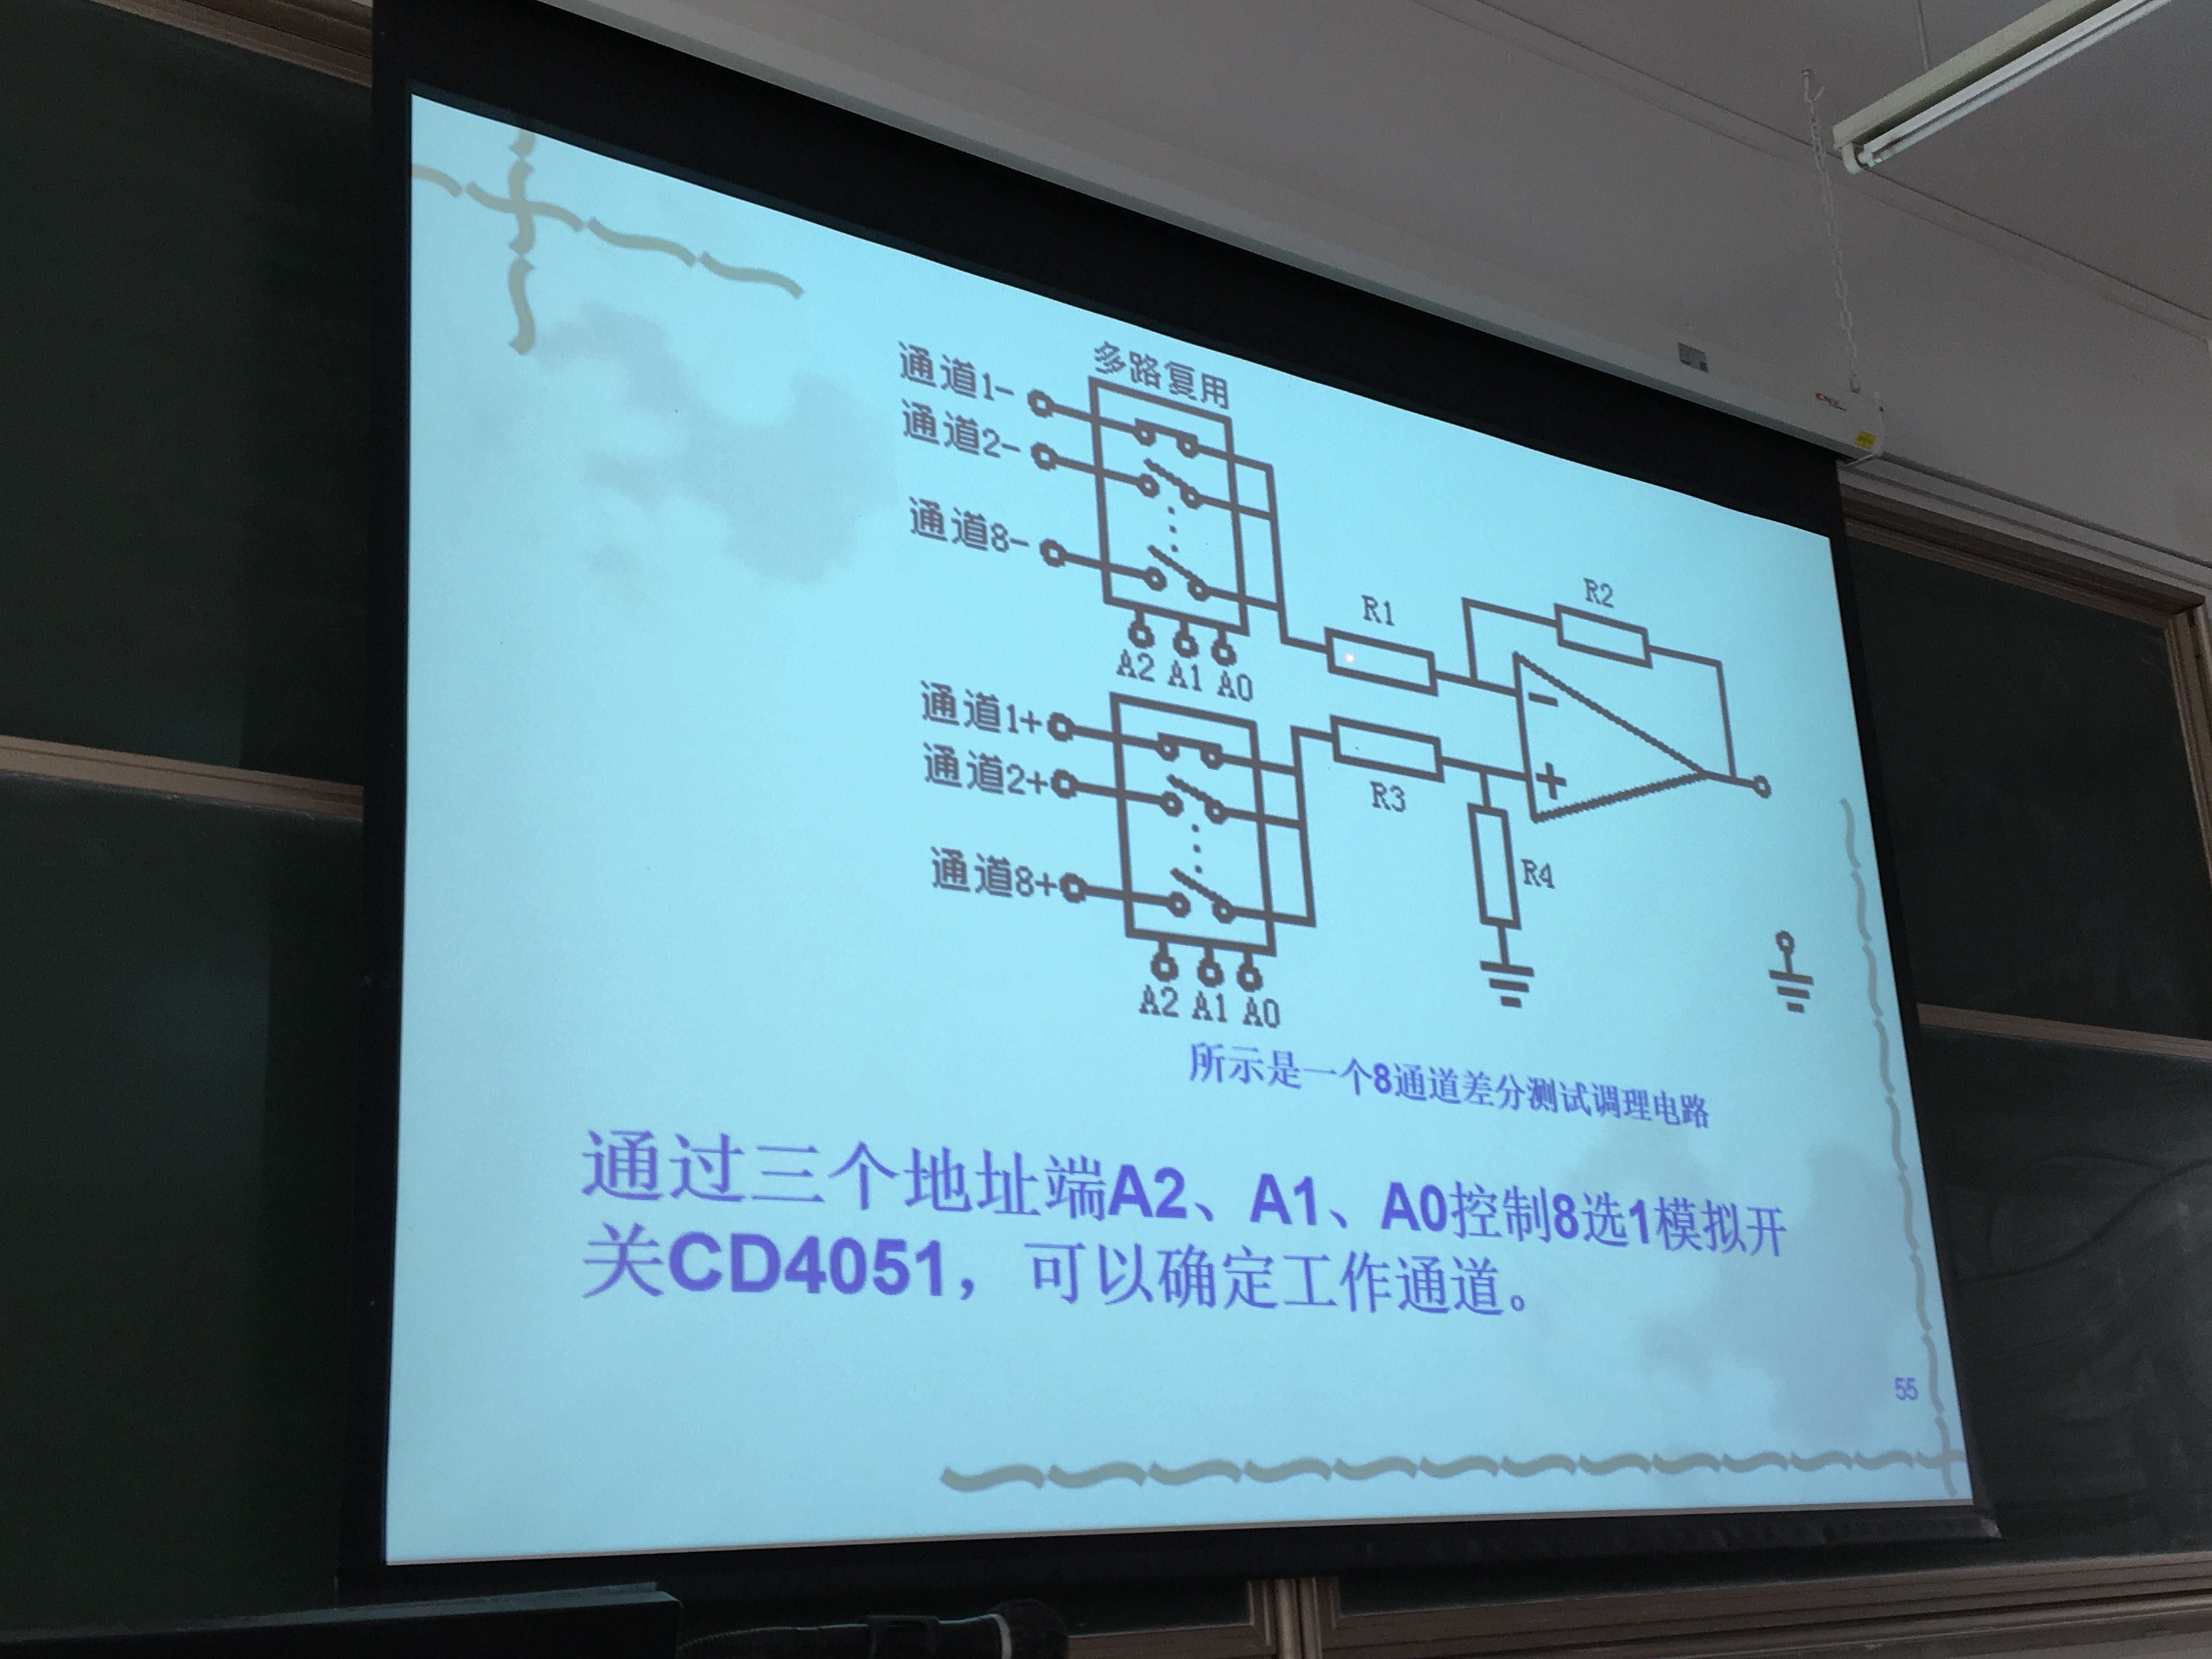 多路复用
通道1-
通道2-
通道8-
A2 A1 A0
R1
R2
通道1+
通道2+
通道8+
A2 A1 A0
R3
R4
-
+
所示是一个8通道差分测试调理电路
通过三个地址端A2、A1、A0控制8选1模拟开
关CD4051，可以确定工作通道。
55